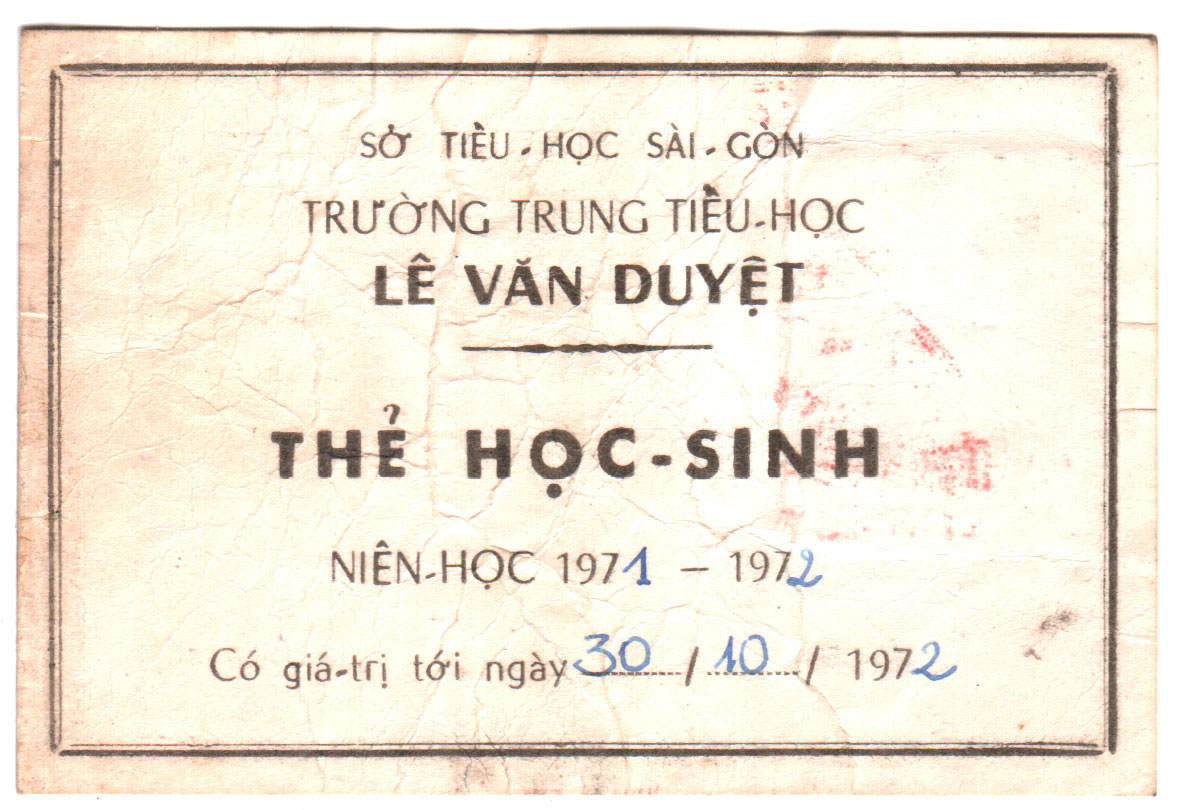 SỞ TIỂU-HỌC SÀI-GÒN
TRƯỜNG TRUNG TIỂU-HỌC
LÊ VĂN DUYỆT
THẺ HỌC-SINH
NIÊN-HỌC 1971 – 1972
Có giá-trị tới ngày 30 / 10 / 1972